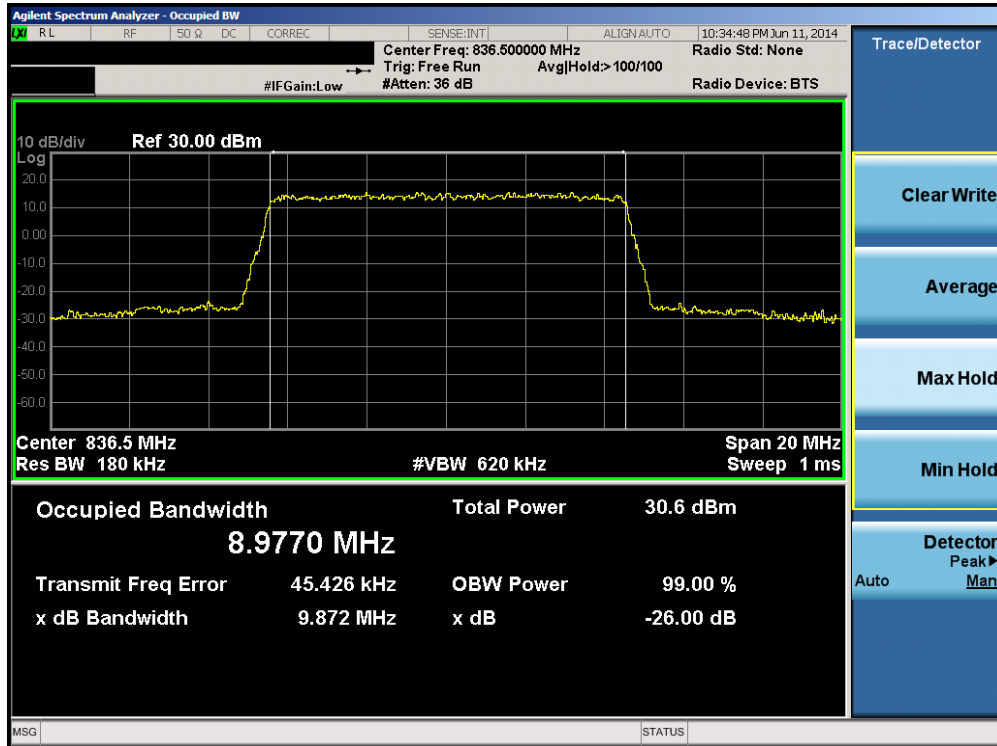 Agilent Spectrum Analyzer - Occupied BW
LXI RL RF 50 Ω DC CORREC SENSE:INT ALIGN AUTO 10:34:48 PM Jun 11, 2014
Center Freq: 836.500000 MHz Radio Std: None
Trig: Free Run Avg|Hold:>100/100
#IFGain:Low #Atten: 36 dB Radio Device: BTS
10 dB/div Ref 30.00 dBm
Log
20.0
10.0
0.00
-10.0
-20.0
-30.0
-40.0
-50.0
-60.0
Center 836.5 MHz Span 20 MHz
Res BW 180 kHz #VBW 620 kHz Sweep 1 ms
Occupied Bandwidth Total Power 30.6 dBm
8.9770 MHz
Transmit Freq Error 45.426 kHz OBW Power 99.00 %
x dB Bandwidth 9.872 MHz x dB -26.00 dB
MSG STATUS
Trace/Detector
Clear Write
Average
Max Hold
Min Hold
Detector
Peak▶
Auto Man